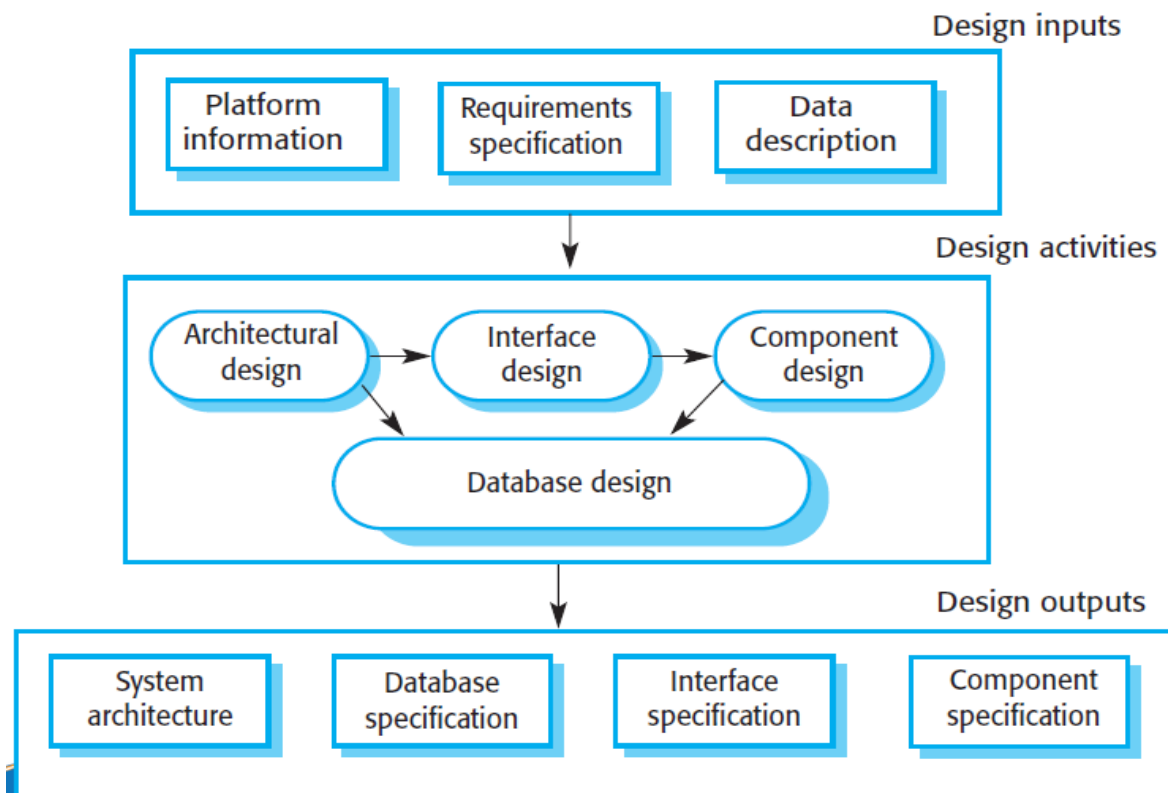 Design inputs
Platform
information
Requirements
specification
Data
description
Design activities
Architectural
design
Interface
design
Component
design
Database design
Design outputs
System
architecture
Database
specification
Interface
specification
Component
specification